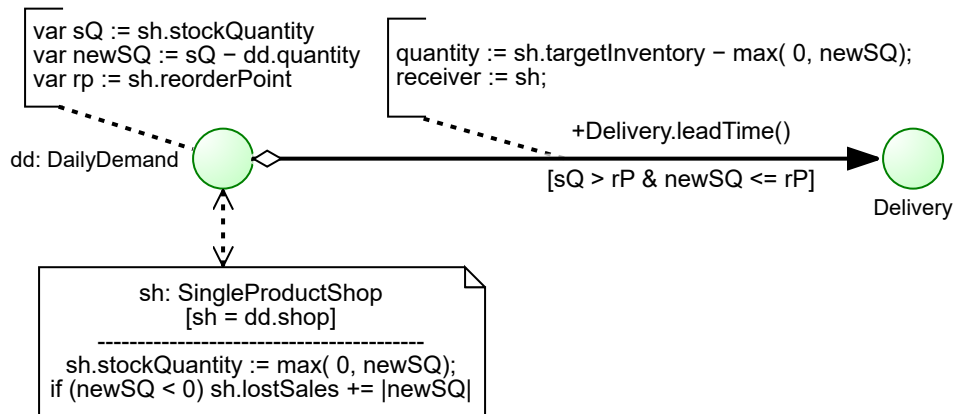 var sQ := sh.stockQuantity
var newSQ := sQ − dd.quantity
var rp := sh.reorderPoint
quantity := sh.targetInventory − max( 0, newSQ);
receiver := sh;
+Delivery.leadTime()
dd: DailyDemand
[sQ > rP & newSQ <= rP]
Delivery
sh: SingleProductShop
[sh = dd.shop]
-----------------------------------------
sh.stockQuantity := max( 0, newSQ);
if (newSQ < 0) sh.lostSales += |newSQ|